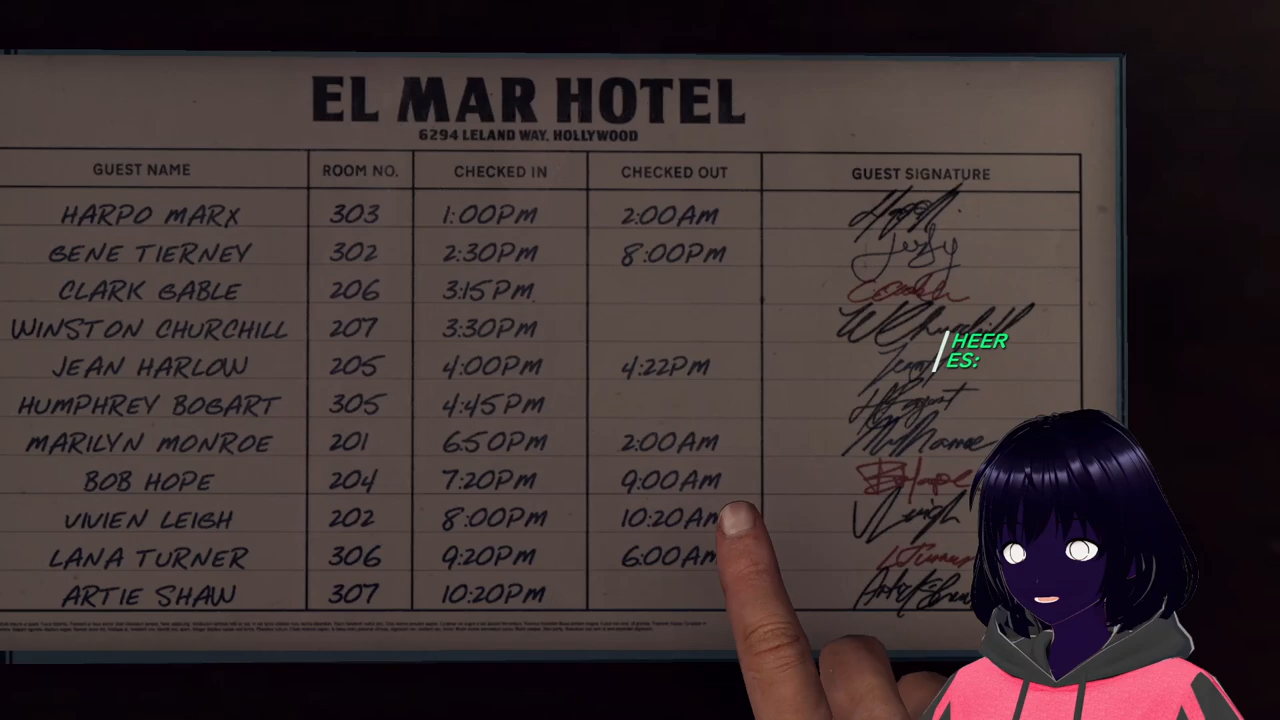 EL MAR HOTEL
6294 LELAND WAY, HOLLYWOOD
GUEST NAME ROOM NO. CHECKED IN CHECKED OUT GUEST SIGNATURE
HARPO MARX 303 1:00PM 2:00AM
GENE TIERNEY 302 2:30PM 8:00PM
CLARK GABLE 206 3:15PM
WINSTON CHURCHILL 207 3:30PM WChurchill
HEER
JEAN HARLOW 205 4:00PM 4:22PM
ES:
HUMPHREY BOGART 305 4:45PM
MARILYN MONROE 201 6:50PM 2:00AM
BOB HOPE 204 7:20PM 9:00AM BHope
VIVIEN LEIGH 202 8:00PM 10:20AM VLeigh
LANA TURNER 306 9:20PM 6:00AM
ARTIE SHAW 307 10:20PM